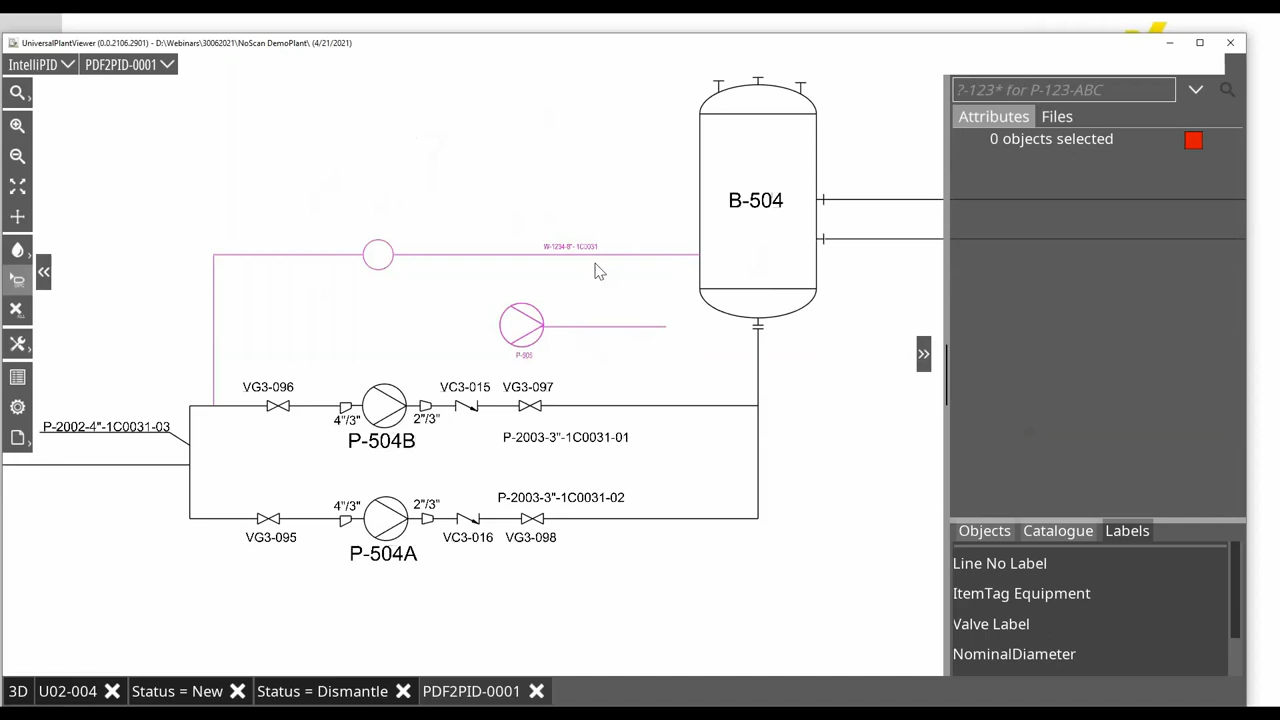 UniversalPlantViewer (0.0.2106.2901) - D:\Webinars\30062021\NoScan DemoPlant\ (4/21/2021)
IntelliPID PDF2PID-0001
?-123* for P-123-ABC
Attributes Files
0 objects selected
B-504
W-1234-8"-1C0031
VG3-096 VC3-015 VG3-097
4"/3" 2"/3"
P-504B
P-2002-4"-1C0031-03
P-2003-3"-1C0031-01
P-2003-3"-1C0031-02
4"/3" 2"/3"
VG3-095 VC3-016 VG3-098
P-504A
Objects Catalogue Labels
Line No Label
ItemTag Equipment
Valve Label
NominalDiameter
3D U02-004 Status = New Status = Dismantle PDF2PID-0001